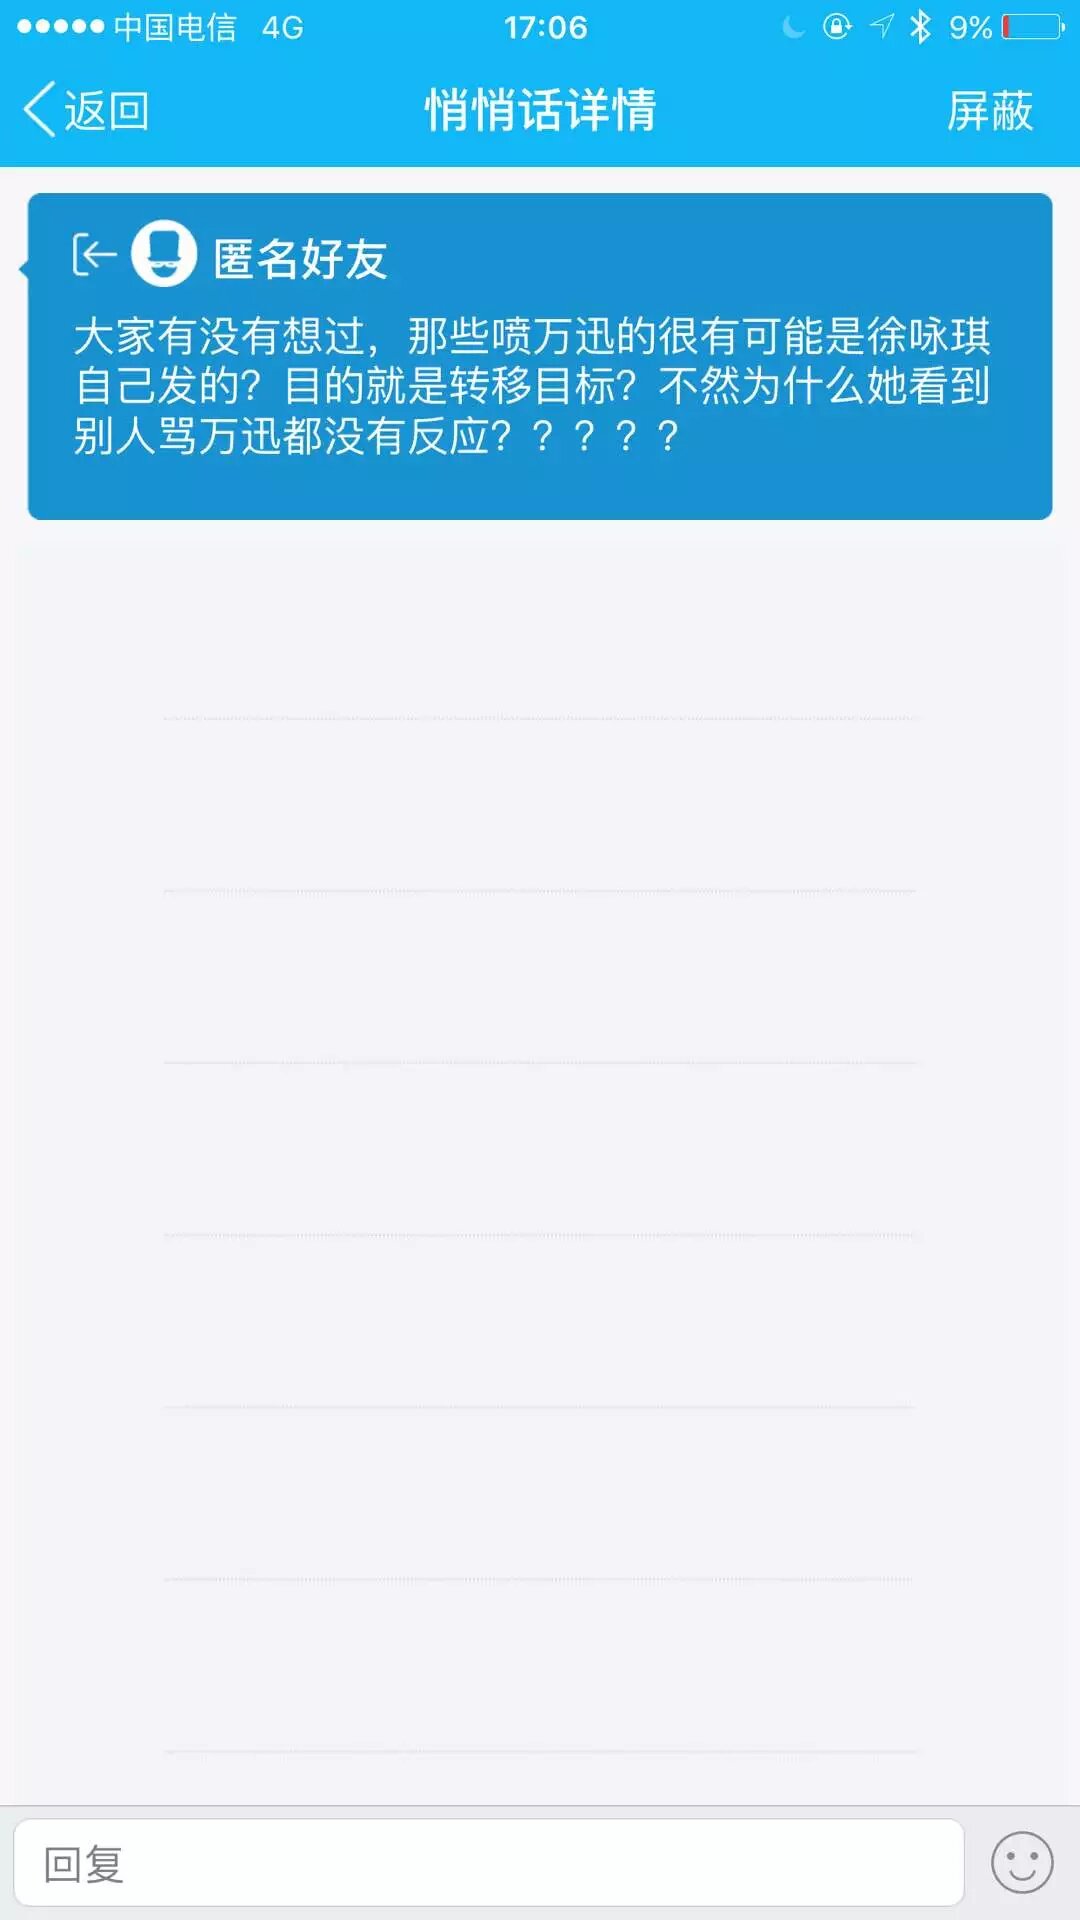 中国电信 4G 17:06 9%
返回 悄悄话详情 屏蔽
匿名好友
大家有没有想过，那些喷万迅的很有可能是徐咏琪
自己发的？目的就是转移目标？不然为什么她看到
别人骂万迅都没有反应？？？？？
回复